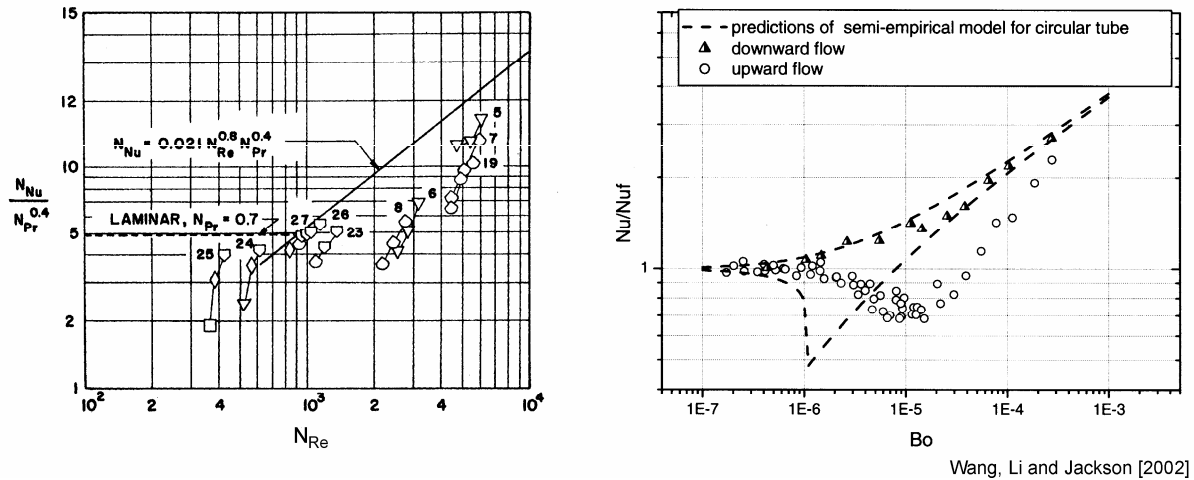 15
12
10
5
2
1
N_Nu
N_Pr^0.4
N_Nu = 0.021 N_Re^0.8 N_Pr^0.4
LAMINAR, N_Pr = 0.7
25
24
27
26
23
8
6
5
7
19
10^2
2
4
10^3
2
4
10^4
N_Re
predictions of semi-empirical model for circular tube
downward flow
upward flow
Nu/Nuf
1
1E-7
1E-6
1E-5
1E-4
1E-3
Bo
Wang, Li and Jackson [2002]